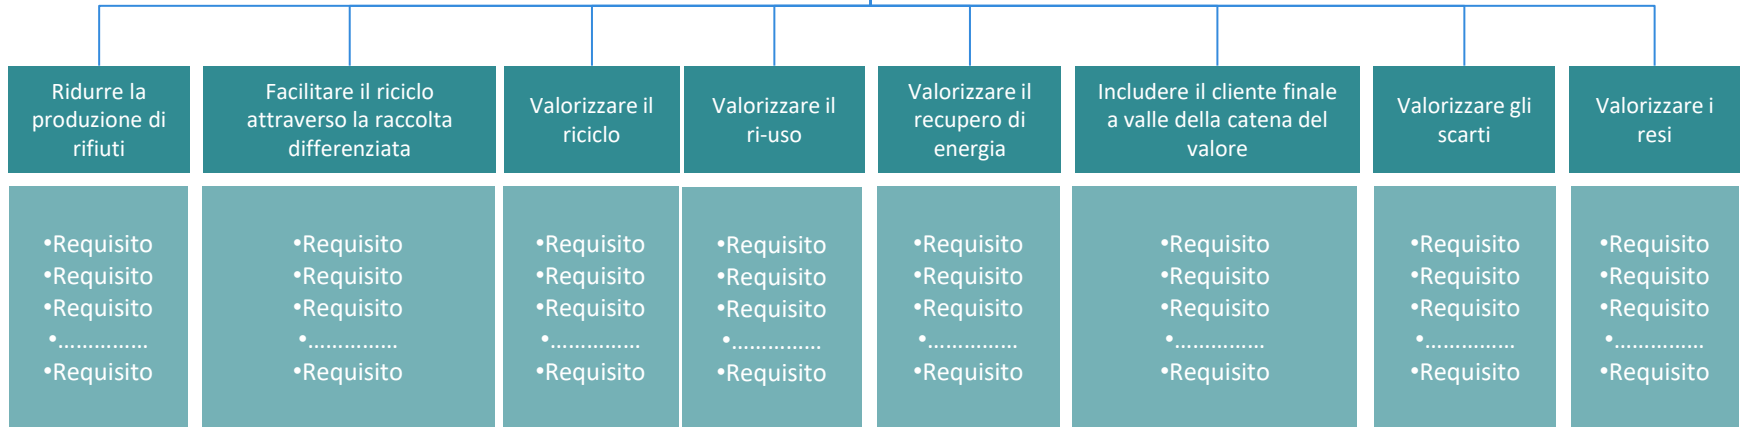 Ridurre la
produzione di
rifiuti
Facilitare il riciclo
attraverso la raccolta
differenziata
Valorizzare il
riciclo
Valorizzare il
ri-uso
Valorizzare il
recupero di
energia
Includere il cliente finale
a valle della catena del
valore
Valorizzare gli
scarti
Valorizzare i
resi
•Requisito
•Requisito
•Requisito
•……………
•Requisito
•Requisito
•Requisito
•Requisito
•……………
•Requisito
•Requisito
•Requisito
•Requisito
•……………
•Requisito
•Requisito
•Requisito
•Requisito
•……………
•Requisito
•Requisito
•Requisito
•Requisito
•……………
•Requisito
•Requisito
•Requisito
•Requisito
•……………
•Requisito
•Requisito
•Requisito
•Requisito
•……………
•Requisito
•Requisito
•Requisito
•Requisito
•……………
•Requisito